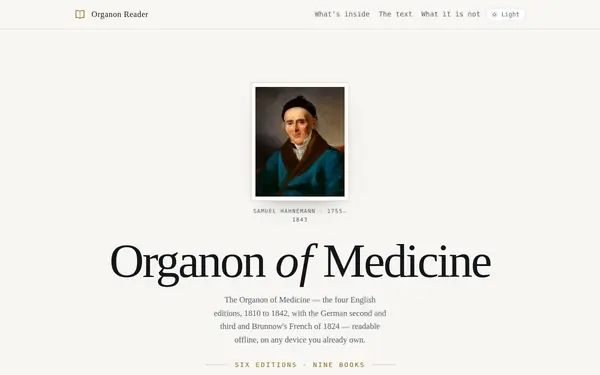 Organon Reader
What's inside The text What it is not Light
SAMUEL HAHNEMANN · 1755–
1843
Organon of Medicine
The Organon of Medicine — the four English
editions, 1810 to 1842, with the German second and
third and Brunnow's French of 1824 — readable
offline, on any device you already own.
SIX EDITIONS · NINE BOOKS